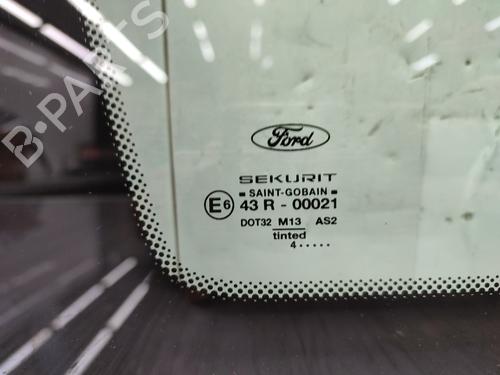 B-PARTS
Ford
SEKURIT
SAINT-GOBAIN
E6 43 R - 00021
DOT32 M13 AS2
tinted
4.....